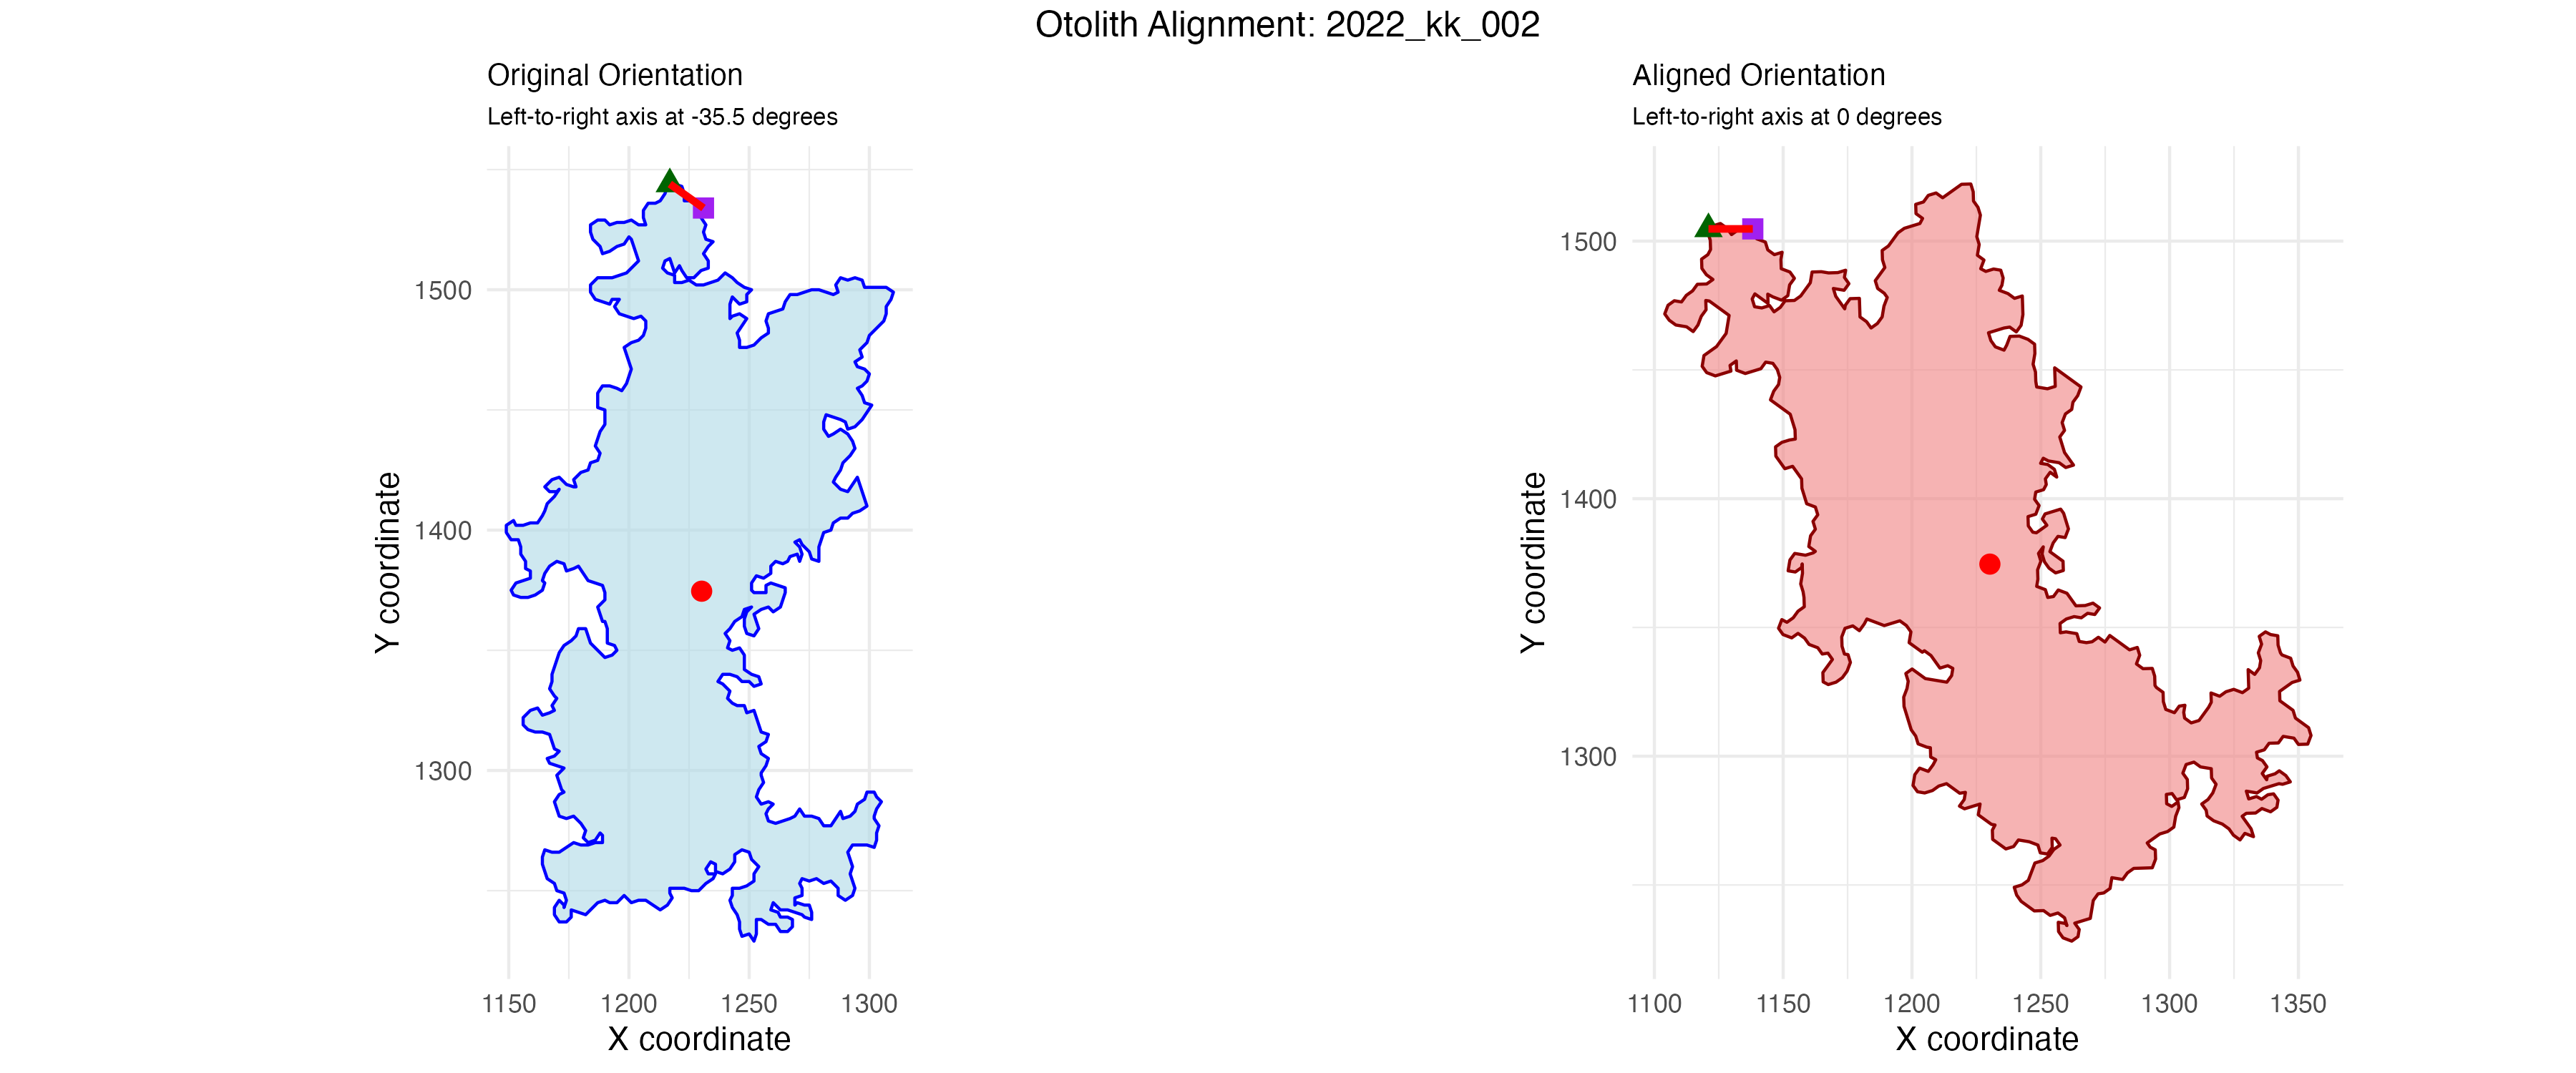 Otolith Alignment: 2022_kk_002
Original Orientation
Left-to-right axis at -35.5 degrees
1500
1400
1300
Y coordinate
1150 1200 1250 1300
X coordinate
Aligned Orientation
Left-to-right axis at 0 degrees
1500
1400
1300
Y coordinate
1100 1150 1200 1250 1300 1350
X coordinate